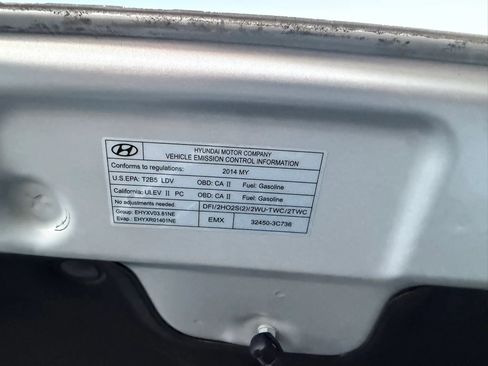 HYUNDAI MOTOR COMPANY
VEHICLE EMISSION CONTROL INFORMATION
Conforms to regulations: 2014 MY
U.S.EPA: T2B5 LDV OBD: CA II Fuel: Gasoline
California: ULEV II PC OBD: CA II Fuel: Gasoline
No adjustments needed DFI/2HO2S(2)/2WU-TWC/2TWC
Group: EHYXV03.81NE EMX 32450-3C736
Evap.: EHYXR01401NE